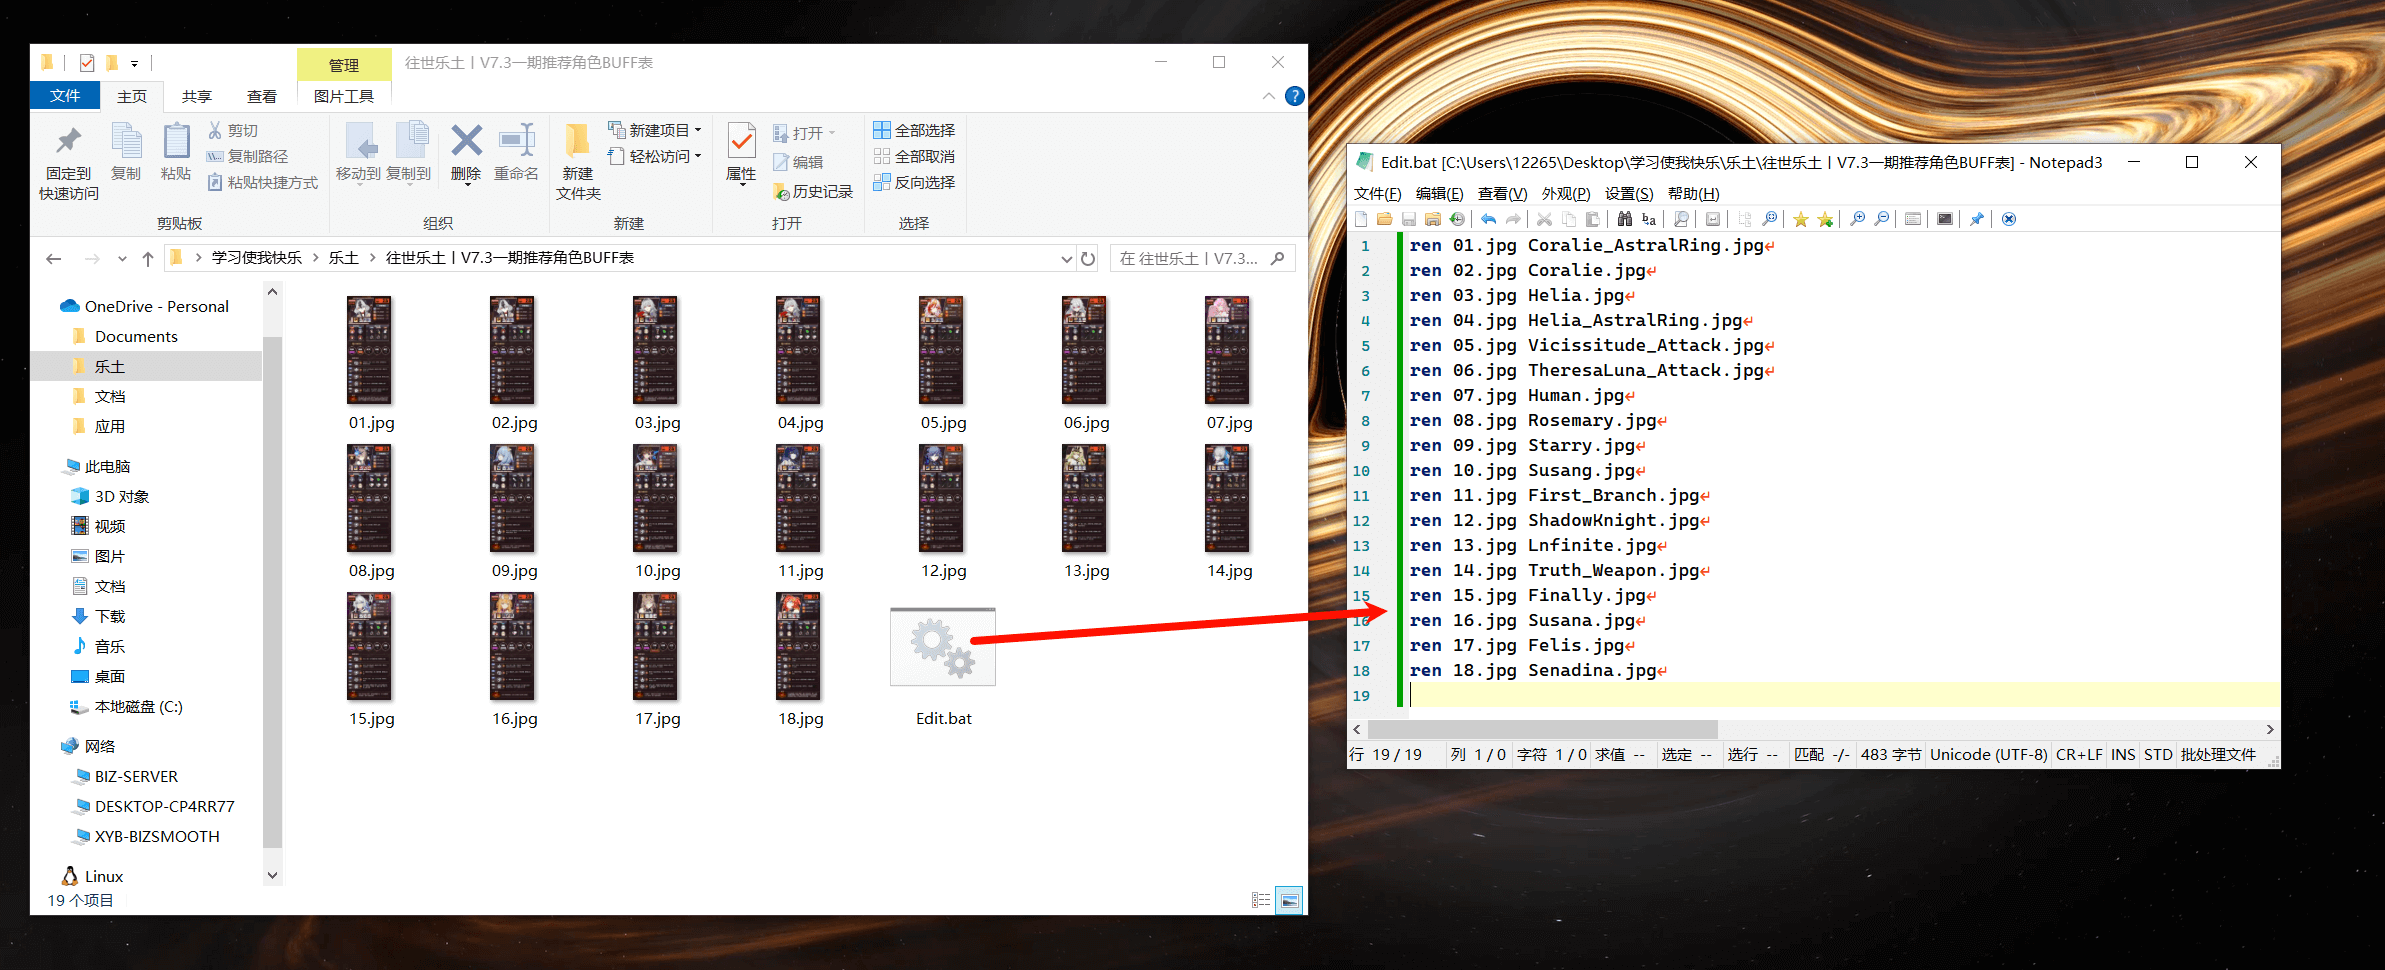 管理
往世乐土丨V7.3一期推荐角色BUFF表
文件
主页
共享
查看
图片工具
固定到
快速访问
复制
粘贴
剪切
复制路径
粘贴快捷方式
剪贴板
移动到
复制到
删除
重命名
组织
新建
文件夹
新建项目
轻松访问
新建
属性
打开
编辑
历史记录
打开
全部选择
全部取消
反向选择
选择
学习使我快乐
乐土
往世乐土丨V7.3一期推荐角色BUFF表
在 往世乐土丨V7.3...
OneDrive - Personal
Documents
乐土
文档
应用
此电脑
3D 对象
视频
图片
文档
下载
音乐
桌面
本地磁盘 (C:)
网络
BIZ-SERVER
DESKTOP-CP4RR77
XYB-BIZSMOOTH
Linux
19 个项目
01.jpg
02.jpg
03.jpg
04.jpg
05.jpg
06.jpg
07.jpg
08.jpg
09.jpg
10.jpg
11.jpg
12.jpg
13.jpg
14.jpg
15.jpg
16.jpg
17.jpg
18.jpg
Edit.bat
Edit.bat [C:\Users\12265\Desktop\学习使我快乐\乐土\往世乐土丨V7.3一期推荐角色BUFF表] - Notepad3
文件(F) 编辑(E) 查看(V) 外观(P) 设置(S) 帮助(H)
1 ren 01.jpg Coralie_AstralRing.jpg
2 ren 02.jpg Coralie.jpg
3 ren 03.jpg Helia.jpg
4 ren 04.jpg Helia_AstralRing.jpg
5 ren 05.jpg Vicissitude_Attack.jpg
6 ren 06.jpg TheresaLuna_Attack.jpg
7 ren 07.jpg Human.jpg
8 ren 08.jpg Rosemary.jpg
9 ren 09.jpg Starry.jpg
10 ren 10.jpg Susang.jpg
11 ren 11.jpg First_Branch.jpg
12 ren 12.jpg ShadowKnight.jpg
13 ren 13.jpg Lnfinite.jpg
14 ren 14.jpg Truth_Weapon.jpg
15 ren 15.jpg Finally.jpg
16 ren 16.jpg Susana.jpg
17 ren 17.jpg Felis.jpg
18 ren 18.jpg Senadina.jpg
19
行 19 / 19 列 1 / 0 字符 1 / 0 求值 -- 选定 -- 选行 -- 匹配 -/- 483 字节 Unicode (UTF-8) CR+LF INS STD 批处理文件